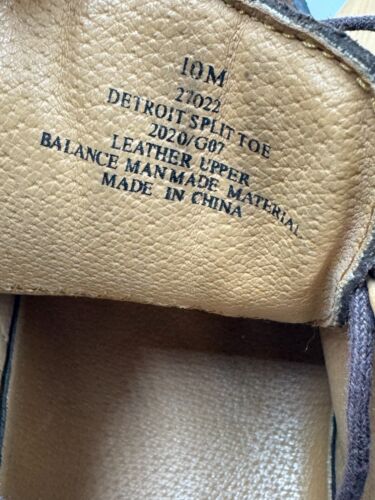 10M
27022
DETROIT SPLIT TOE
2020/G07
LEATHER UPPER
BALANCE MANMADE MATERIAL
MADE IN CHINA